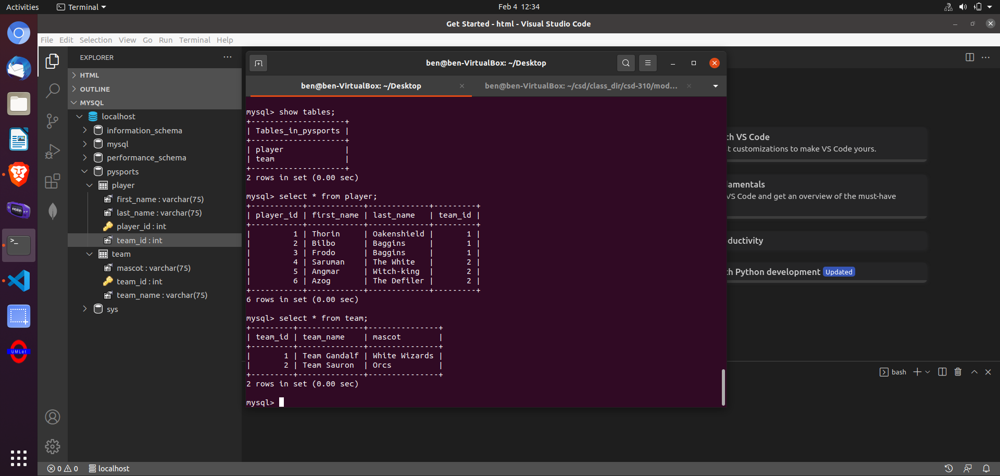 Activities
Terminal
Feb 4 12:34
Get Started - html - Visual Studio Code
File Edit Selection View Go Run Terminal Help
EXPLORER
HTML
OUTLINE
MYSQL
localhost
information_schema
mysql
performance_schema
pysports
player
first_name : varchar(75)
last_name : varchar(75)
player_id : int
team_id : int
team
mascot : varchar(75)
team_id : int
team_name : varchar(75)
sys
ben@ben-VirtualBox: ~/Desktop
ben@ben-VirtualBox: ~/Desktop
ben@ben-VirtualBox: ~/csd/class_dir/csd-310/mod...
mysql> show tables;
+--------------------+
| Tables_in_pysports |
+--------------------+
| player             |
| team               |
+--------------------+
2 rows in set (0.00 sec)
mysql> select * from player;
+-----------+------------+-------------+---------+
| player_id | first_name | last_name   | team_id |
+-----------+------------+-------------+---------+
|         1 | Thorin     | Oakenshield |       1 |
|         2 | Bilbo      | Baggins     |       1 |
|         3 | Frodo      | Baggins     |       1 |
|         4 | Saruman    | The White   |       2 |
|         5 | Angmar     | Witch-king  |       2 |
|         6 | Azog       | The Defiler |       2 |
+-----------+------------+-------------+---------+
6 rows in set (0.00 sec)
mysql> select * from team;
+---------+--------------+---------------+
| team_id | team_name    | mascot        |
+---------+--------------+---------------+
|       1 | Team Gandalf | White Wizards |
|       2 | Team Sauron  | Orcs          |
+---------+--------------+---------------+
2 rows in set (0.00 sec)
mysql>
th VS Code
t customizations to make VS Code yours.
damentals
VS Code and get an overview of the must-have
ductivity
th Python development Updated
bash
UMLet
0 0 localhost